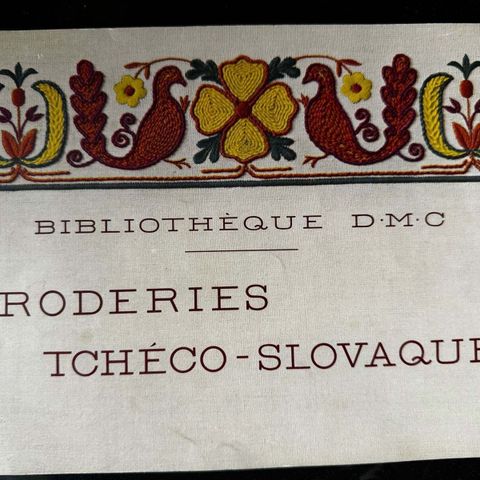 BIBLIOTHÈQUE D·M·C
RODERIES
TCHÉCO-SLOVAQUE